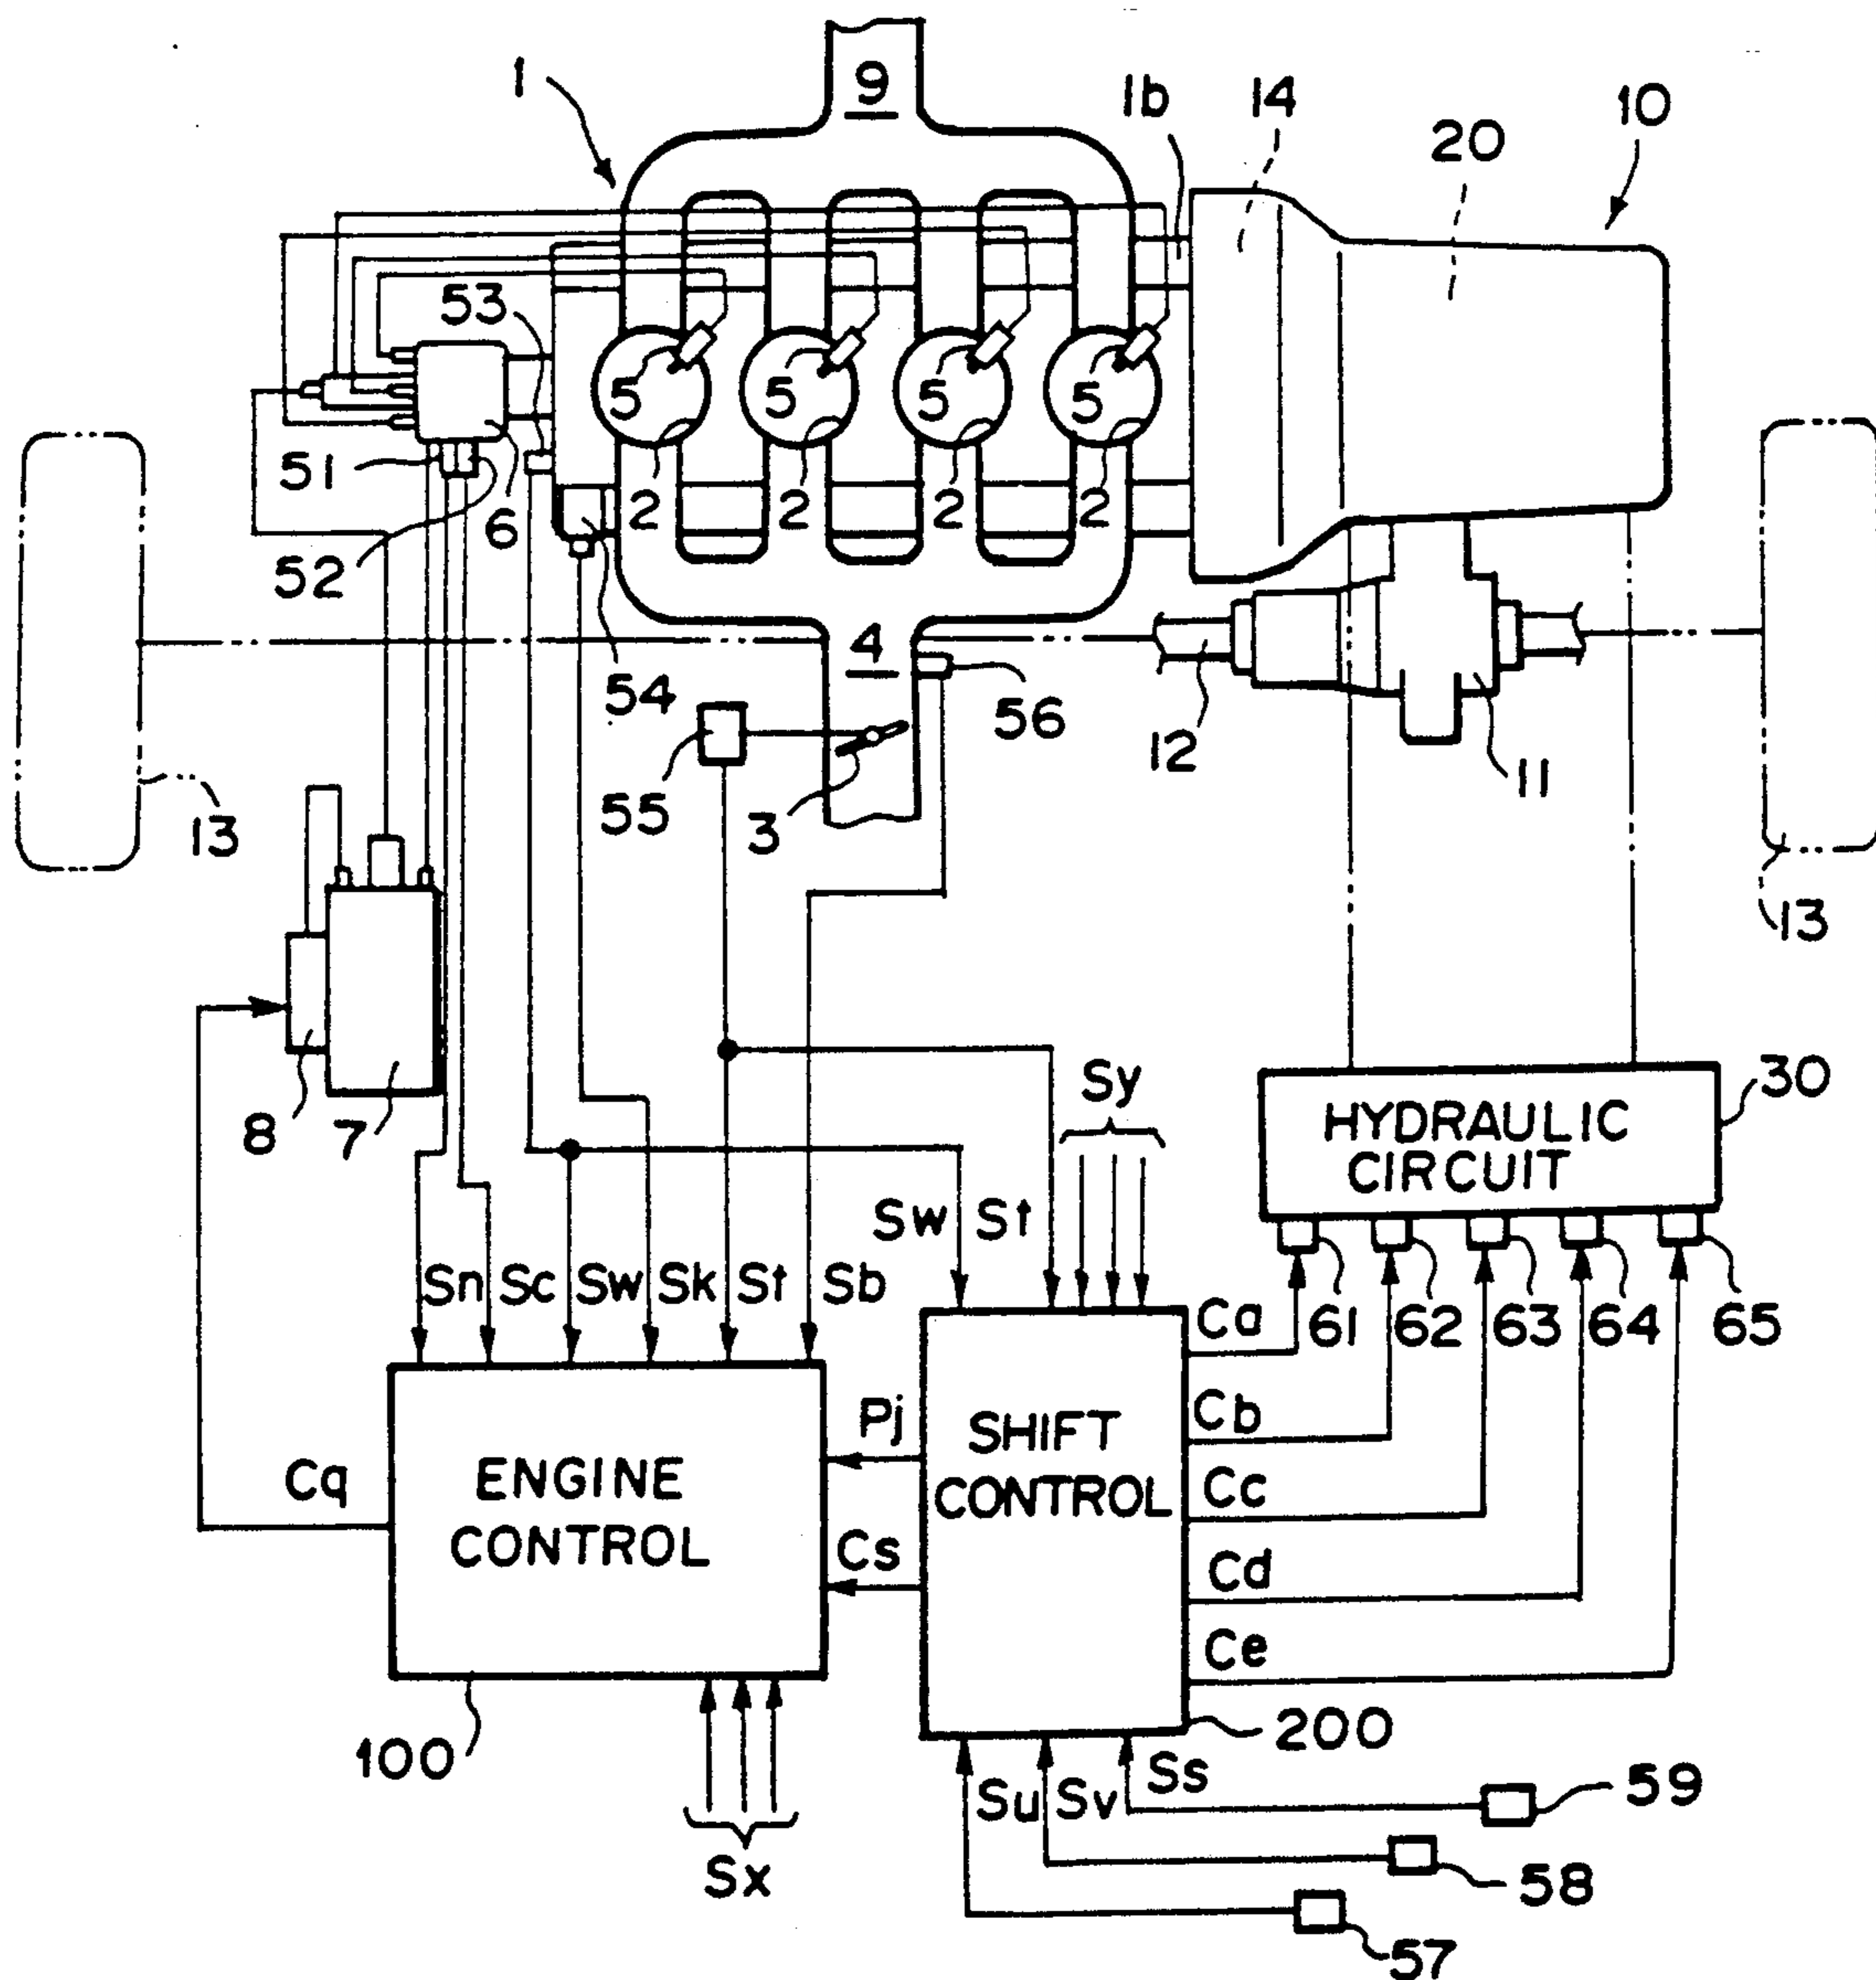 9
1
1b
14
20
10
53
5
5
5
5
51
6
2
2
2
2
52
4
54
56
12
11
55
3
13
13
Sy
30
HYDRAULIC
CIRCUIT
8
7
Sw
St
Sn
Sc
Sw
Sk
St
Sb
61
62
63
64
65
Ca
Pj
SHIFT
CONTROL
Cb
Cq
ENGINE
CONTROL
Cc
Cs
Cd
Ce
100
200
Ss
Su
Sv
59
Sx
58
57